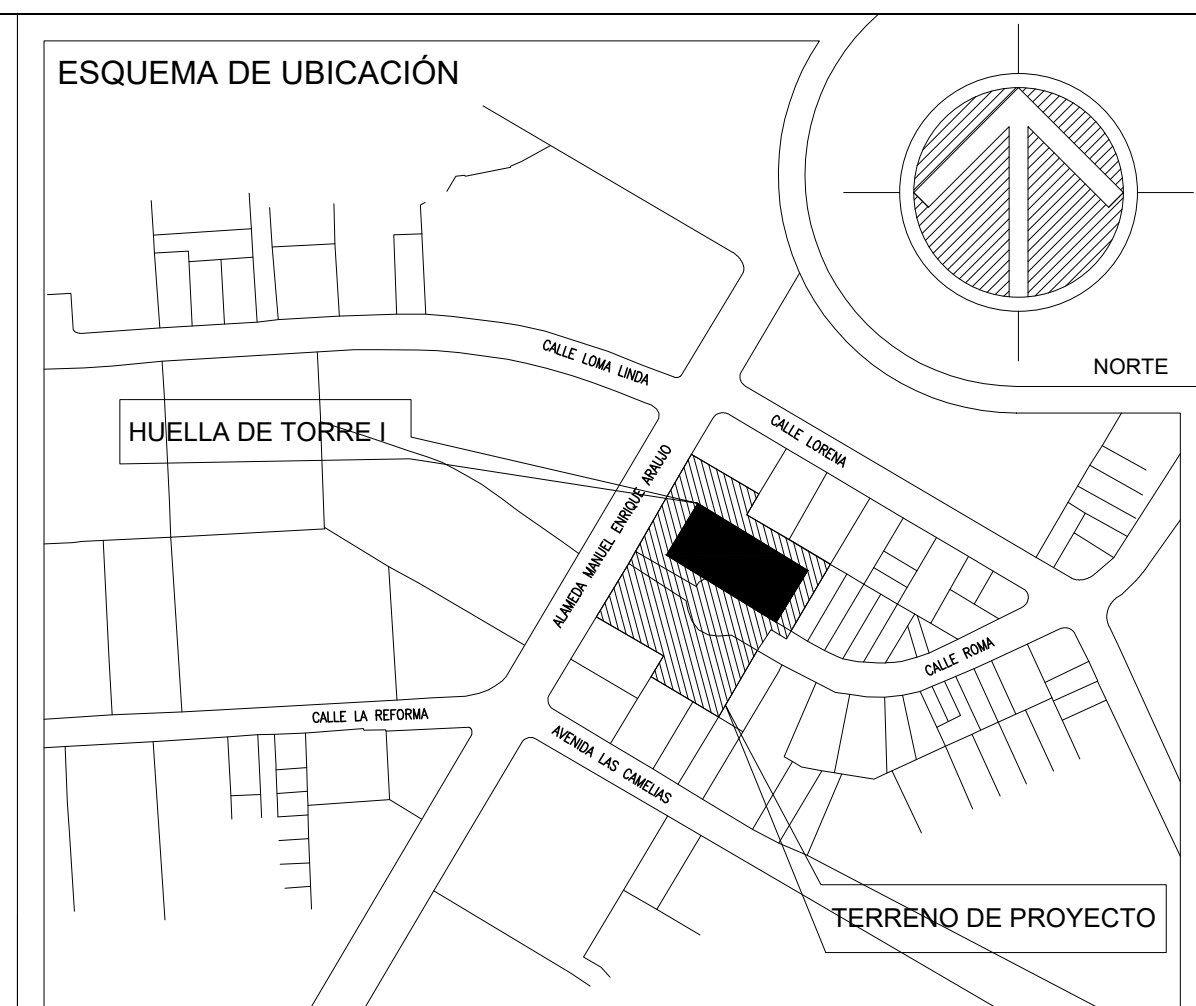 ESQUEMA DE UBICACIÓN
NORTE
CALLE LOMA LINDA
HUELLA DE TORRE I
CALLE LORENA
ALAMEDA MANUEL ENRIQUE ARAUJO
CALLE ROMA
CALLE LA REFORMA
AVENIDA LAS CAMELIAS
TERRENO DE PROYECTO